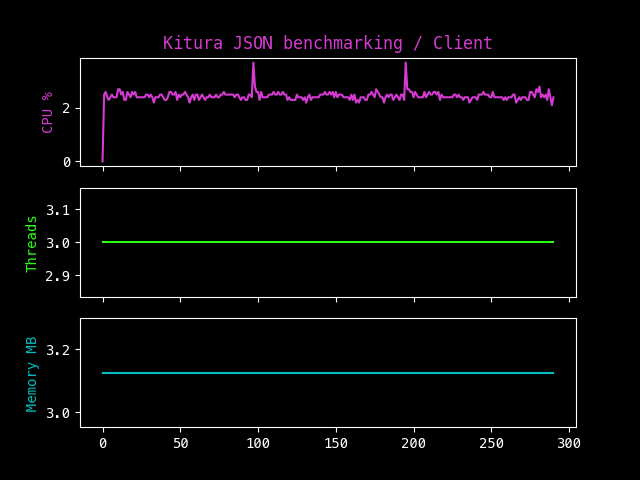 Kitura JSON benchmarking / Client
CPU %
2
0
Threads
3.1
3.0
2.9
Memory MB
3.2
3.0
0 50 100 150 200 250 300